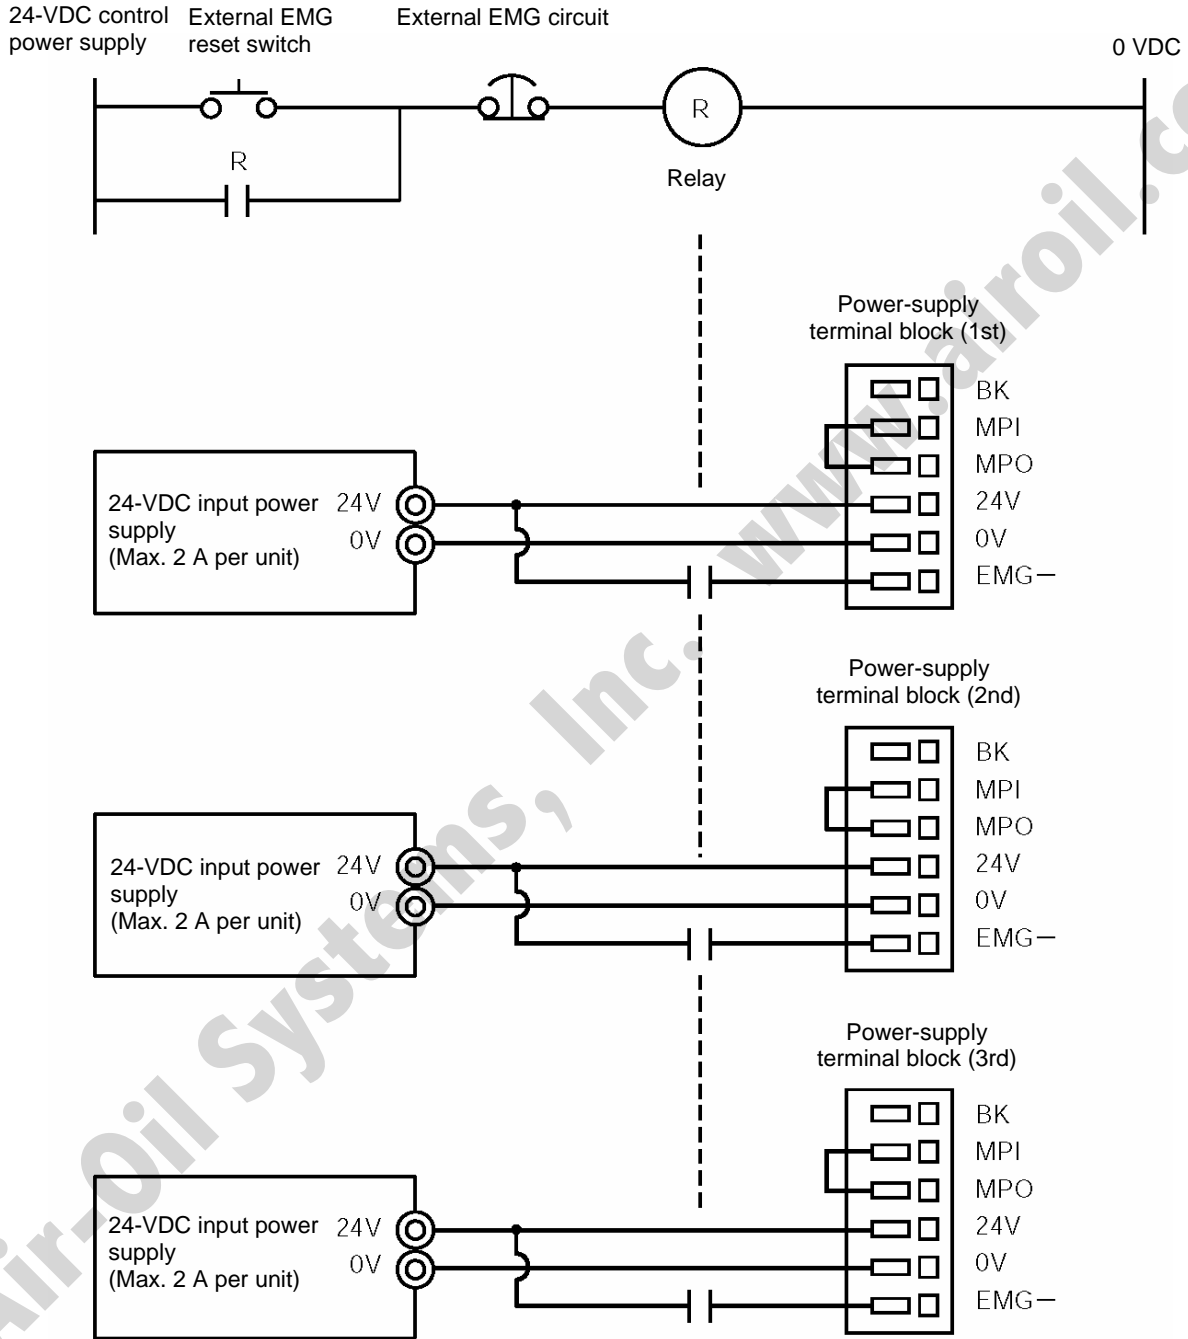 24-VDC control
power supply
External EMG
reset switch
External EMG circuit
0 VDC
R
R
Relay
Power-supply
terminal block (1st)
24-VDC input power
supply
(Max. 2 A per unit)
24V
0V
BK
MPI
MPO
24V
0V
EMG−
Power-supply
terminal block (2nd)
24-VDC input power
supply
(Max. 2 A per unit)
24V
0V
BK
MPI
MPO
24V
0V
EMG−
Power-supply
terminal block (3rd)
24-VDC input power
supply
(Max. 2 A per unit)
24V
0V
BK
MPI
MPO
24V
0V
EMG−
Air-Oil Systems, Inc. www.airoil.co